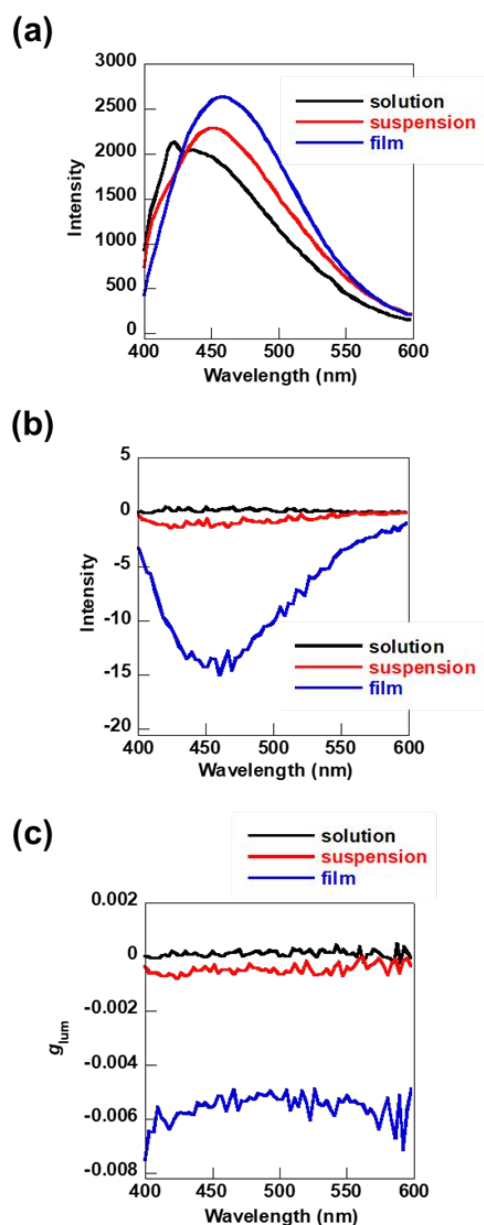 (a)
3000
2500
2000
1500
1000
500
0
Intensity
solution
suspension
film
400 450 500 550 600
Wavelength (nm)
(b)
5
0
-5
-10
-15
-20
Intensity
solution
suspension
film
400 450 500 550 600
Wavelength (nm)
(c)
solution
suspension
film
0.002
0
-0.002
-0.004
-0.006
-0.008
glum
400 450 500 550 600
Wavelength (nm)